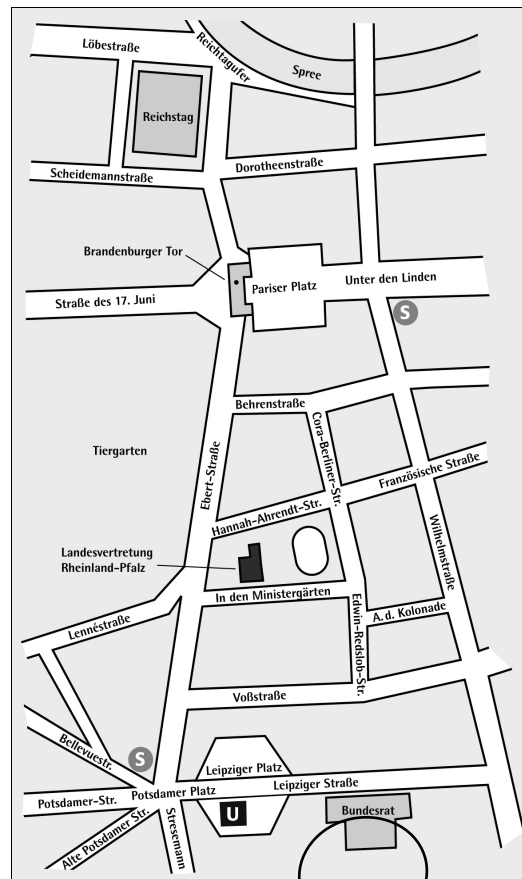 Löbestraße
Reichtagufer
Spree
Reichstag
Dorotheenstraße
Scheidemannstraße
Brandenburger Tor
Pariser Platz
Unter den Linden
Straße des 17. Juni
S
Behrenstraße
Cora-Berliner-Str.
Tiergarten
Ebert-Straße
Französische Straße
Hannah-Ahrendt-Str.
Wilhelmstraße
Landesvertretung
Rheinland-Pfalz
In den Ministergärten
Edwin-Redslob-Str.
A. d. Kolonade
Lennéstraße
Voßstraße
Bellevuestr.
S
Leipziger Platz
Leipziger Straße
Potsdamer Platz
Potsdamer-Str.
U
Bundesrat
Alte Potsdamer Str.
Stresemann